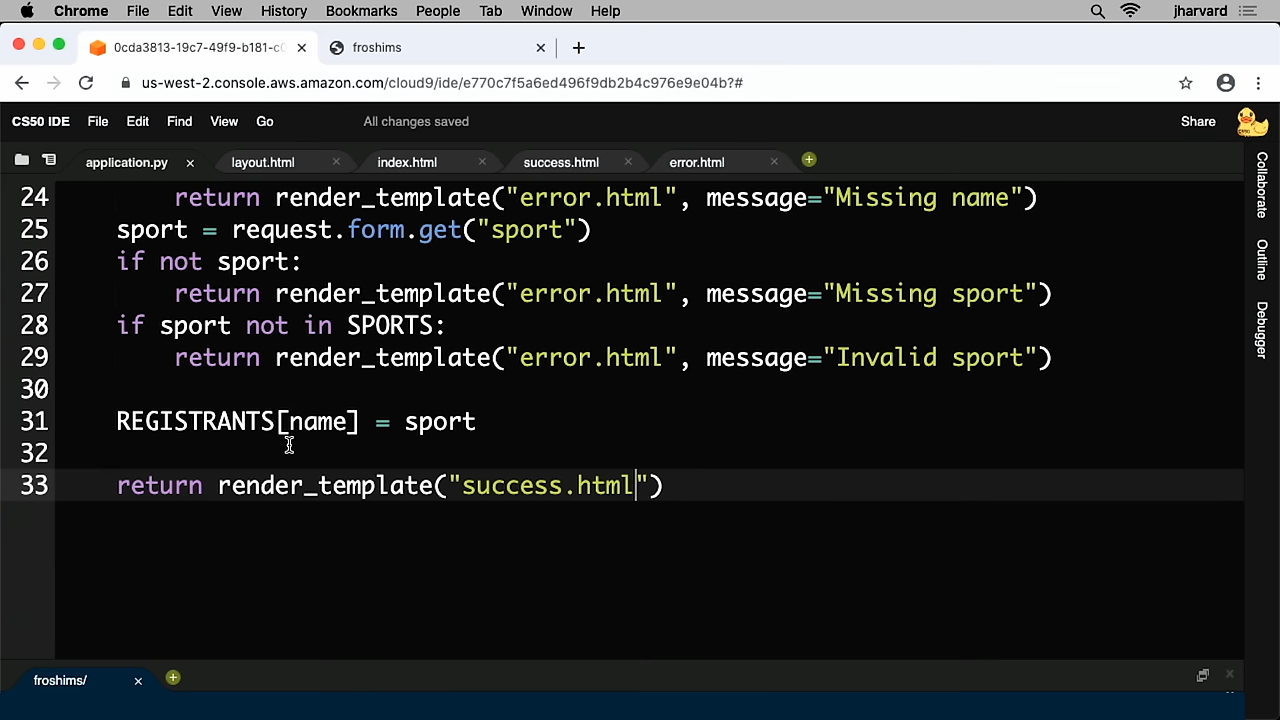 Chrome File Edit View History Bookmarks People Tab Window Help jharvard
0cda3813-19c7-49f9-b181-c0 froshims
us-west-2.console.aws.amazon.com/cloud9/ide/e770c7f5a6ed496f9db2b4c976e9e04b?#
CS50 IDE File Edit Find View Go All changes saved Share
application.py layout.html index.html success.html error.html
24 return render_template("error.html", message="Missing name")
25 sport = request.form.get("sport")
26 if not sport:
27 return render_template("error.html", message="Missing sport")
28 if sport not in SPORTS:
29 return render_template("error.html", message="Invalid sport")
30
31 REGISTRANTS[name] = sport
32
33 return render_template("success.html")
Collaborate
Outline
Debugger
froshims/